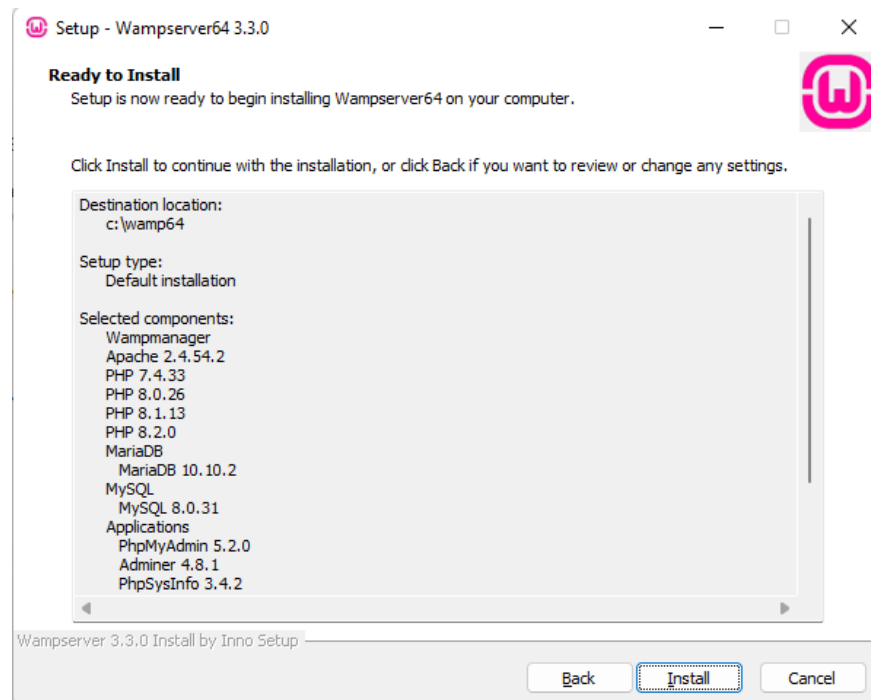 Setup - Wampserver64 3.3.0
Ready to Install
Setup is now ready to begin installing Wampserver64 on your computer.
Click Install to continue with the installation, or click Back if you want to review or change any settings.
Destination location:
c:\wamp64
Setup type:
Default installation
Selected components:
Wampmanager
Apache 2.4.54.2
PHP 7.4.33
PHP 8.0.26
PHP 8.1.13
PHP 8.2.0
MariaDB
MariaDB 10.10.2
MySQL
MySQL 8.0.31
Applications
PhpMyAdmin 5.2.0
Adminer 4.8.1
PhpSysInfo 3.4.2
Wampserver 3.3.0 Install by Inno Setup
Back Install Cancel